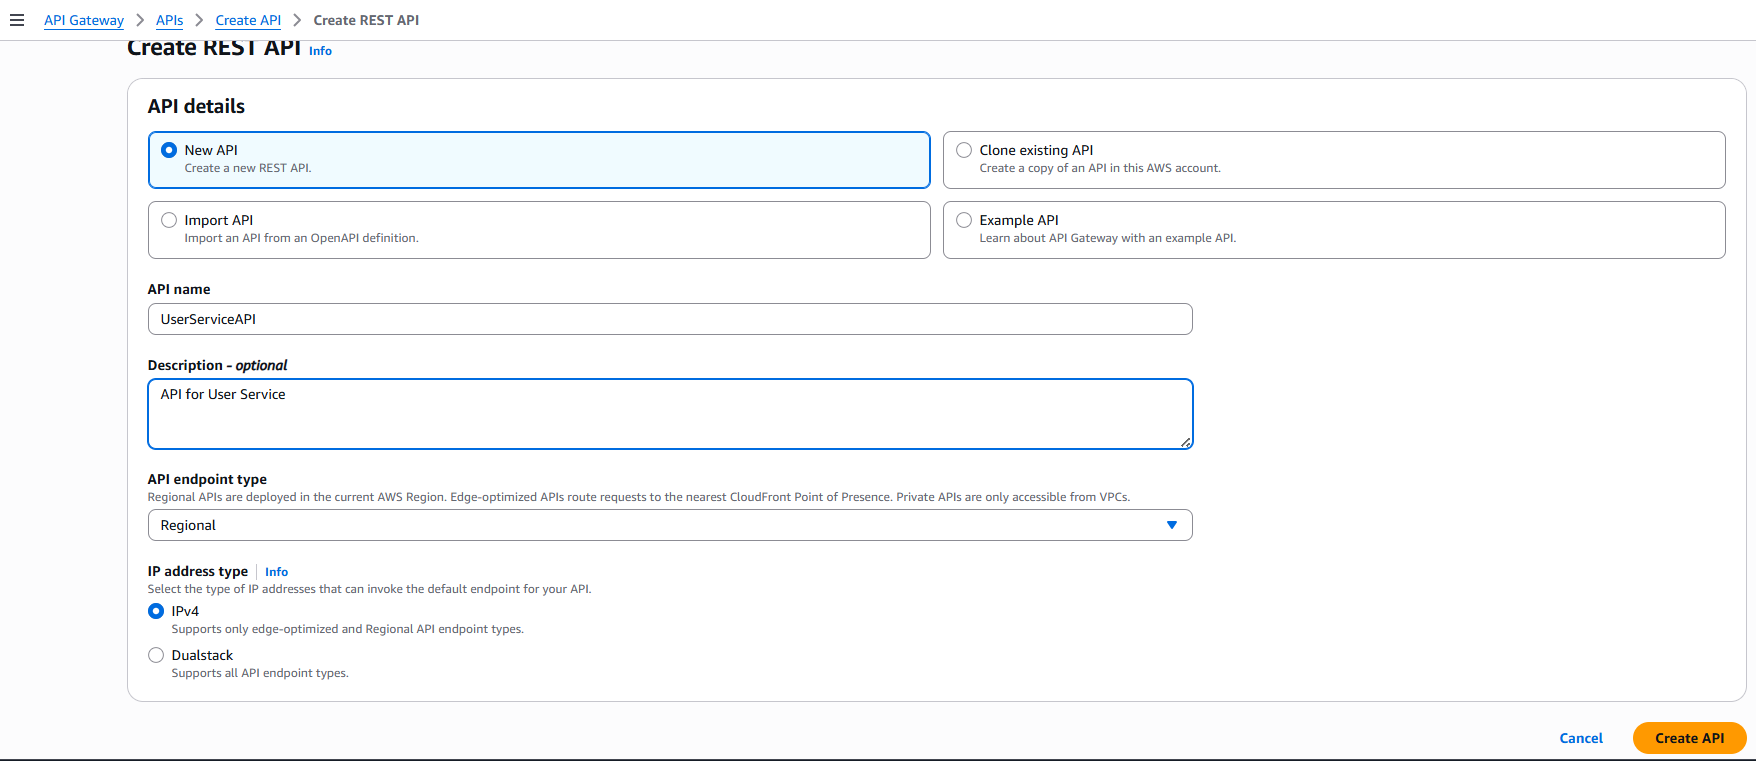 API Gateway > APIs > Create API > Create REST API
Create REST API Info
API details
New API
Create a new REST API.
Clone existing API
Create a copy of an API in this AWS account.
Import API
Import an API from an OpenAPI definition.
Example API
Learn about API Gateway with an example API.
API name
UserServiceAPI
Description - optional
API for User Service
API endpoint type
Regional APIs are deployed in the current AWS Region. Edge-optimized APIs route requests to the nearest CloudFront Point of Presence. Private APIs are only accessible from VPCs.
Regional
IP address type Info
Select the type of IP addresses that can invoke the default endpoint for your API.
IPv4
Supports only edge-optimized and Regional API endpoint types.
Dualstack
Supports all API endpoint types.
Cancel Create API